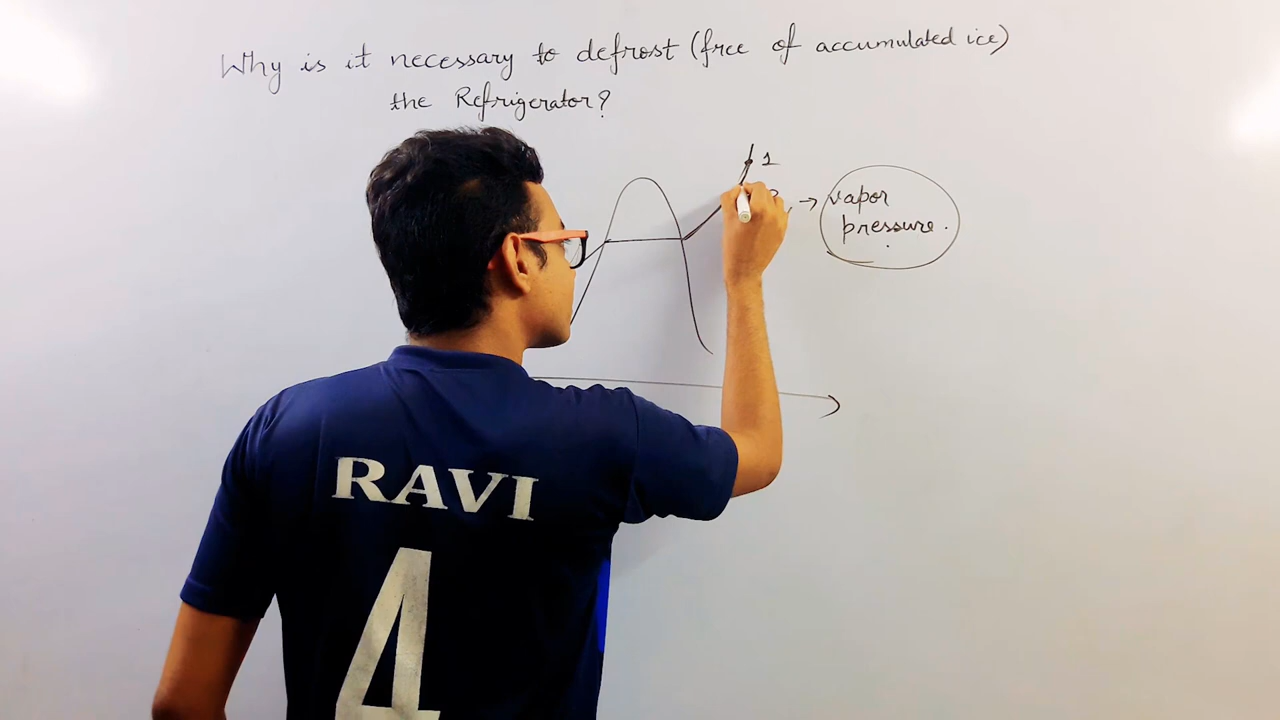 Why is it necessary to defrost (free of accumulated ice)
the Refrigerator?
1
vapor
pressure.
RAVI
4